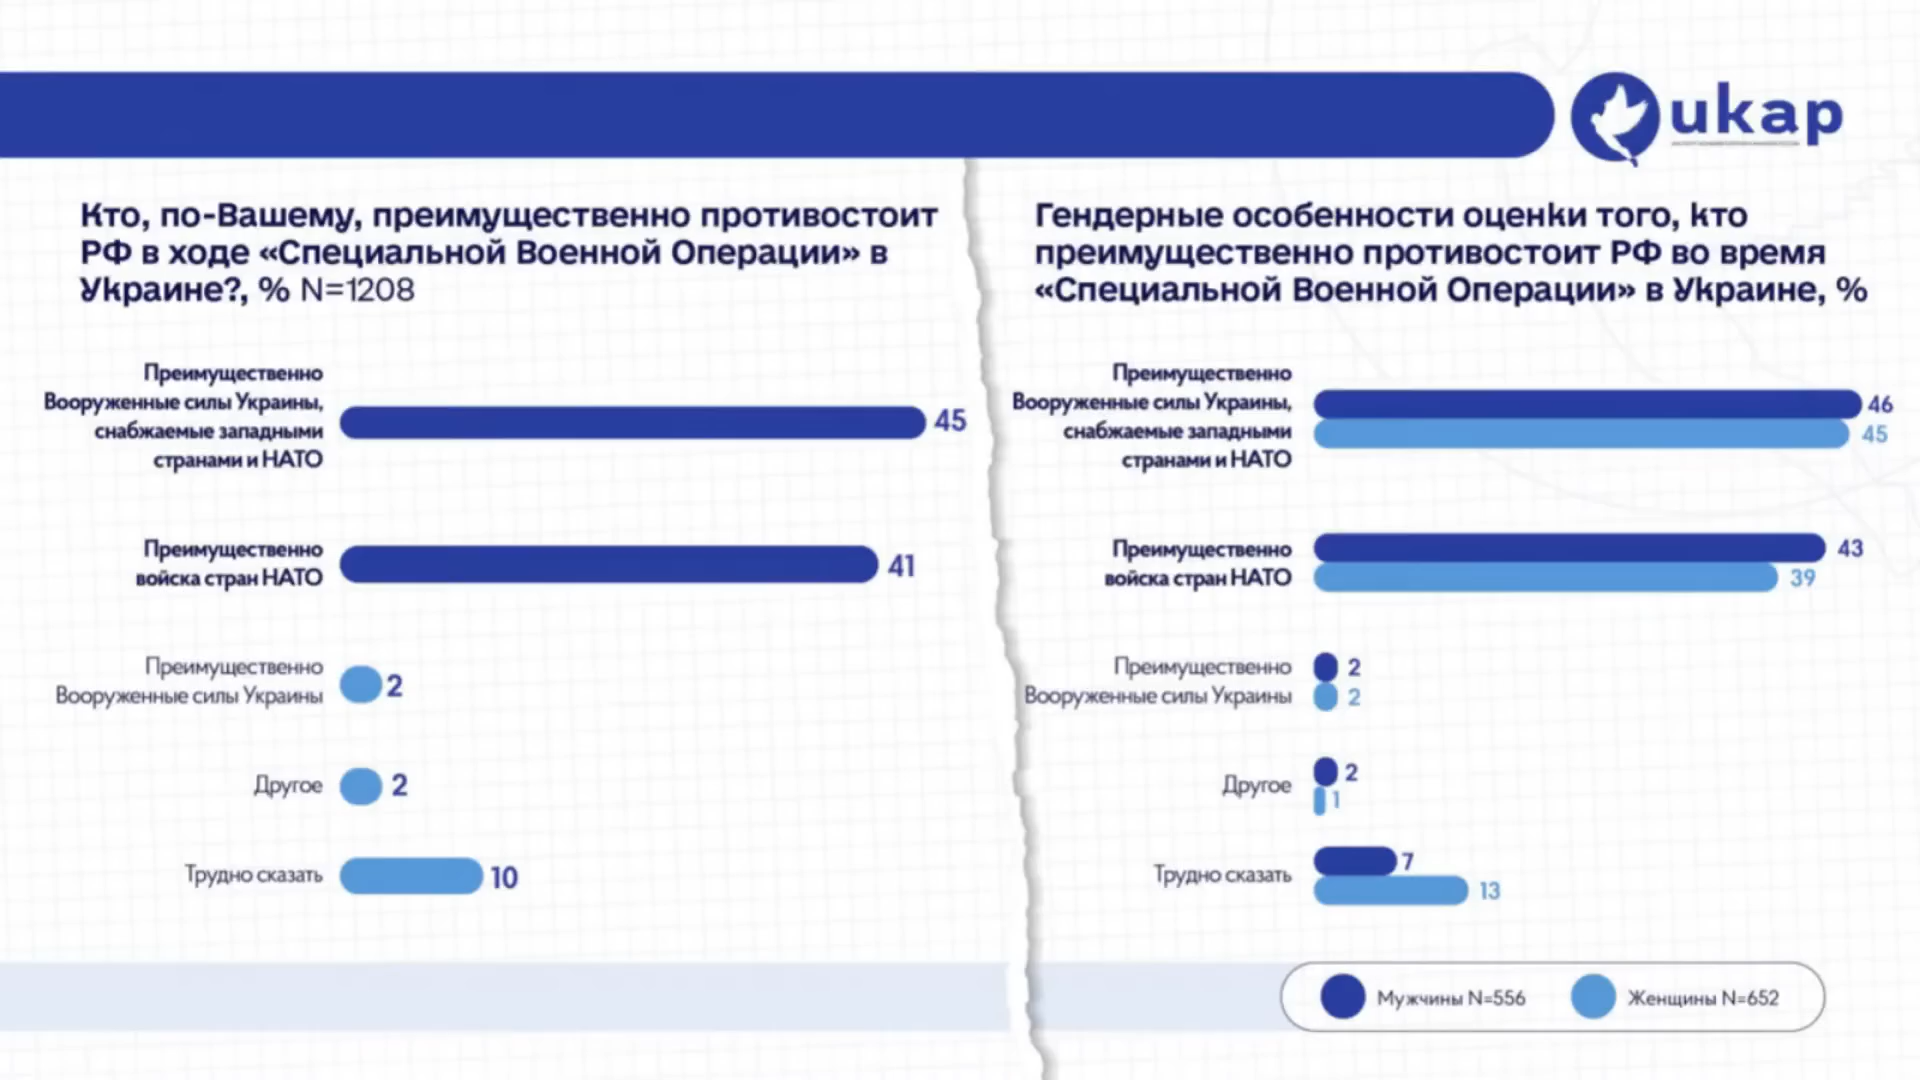 икар
Кто, по-Вашему, преимущественно противостоит
РФ в ходе «Специальной Военной Операции» в
Украине?, % N=1208
Преимущественно
Вооруженные силы Украины,
снабжаемые западными
странами и НАТО
45
Преимущественно
войска стран НАТО
41
Преимущественно
Вооруженные силы Украины
2
Другое
2
Трудно сказать
10
Гендерные особенности оценки того, кто
преимущественно противостоит РФ во время
«Специальной Военной Операции» в Украине, %
Преимущественно
Вооруженные силы Украины,
снабжаемые западными
странами и НАТО
46
45
Преимущественно
войска стран НАТО
43
39
Преимущественно
Вооруженные силы Украины
2
2
Другое
2
1
Трудно сказать
7
13
Мужчины N=556
Женщины N=652